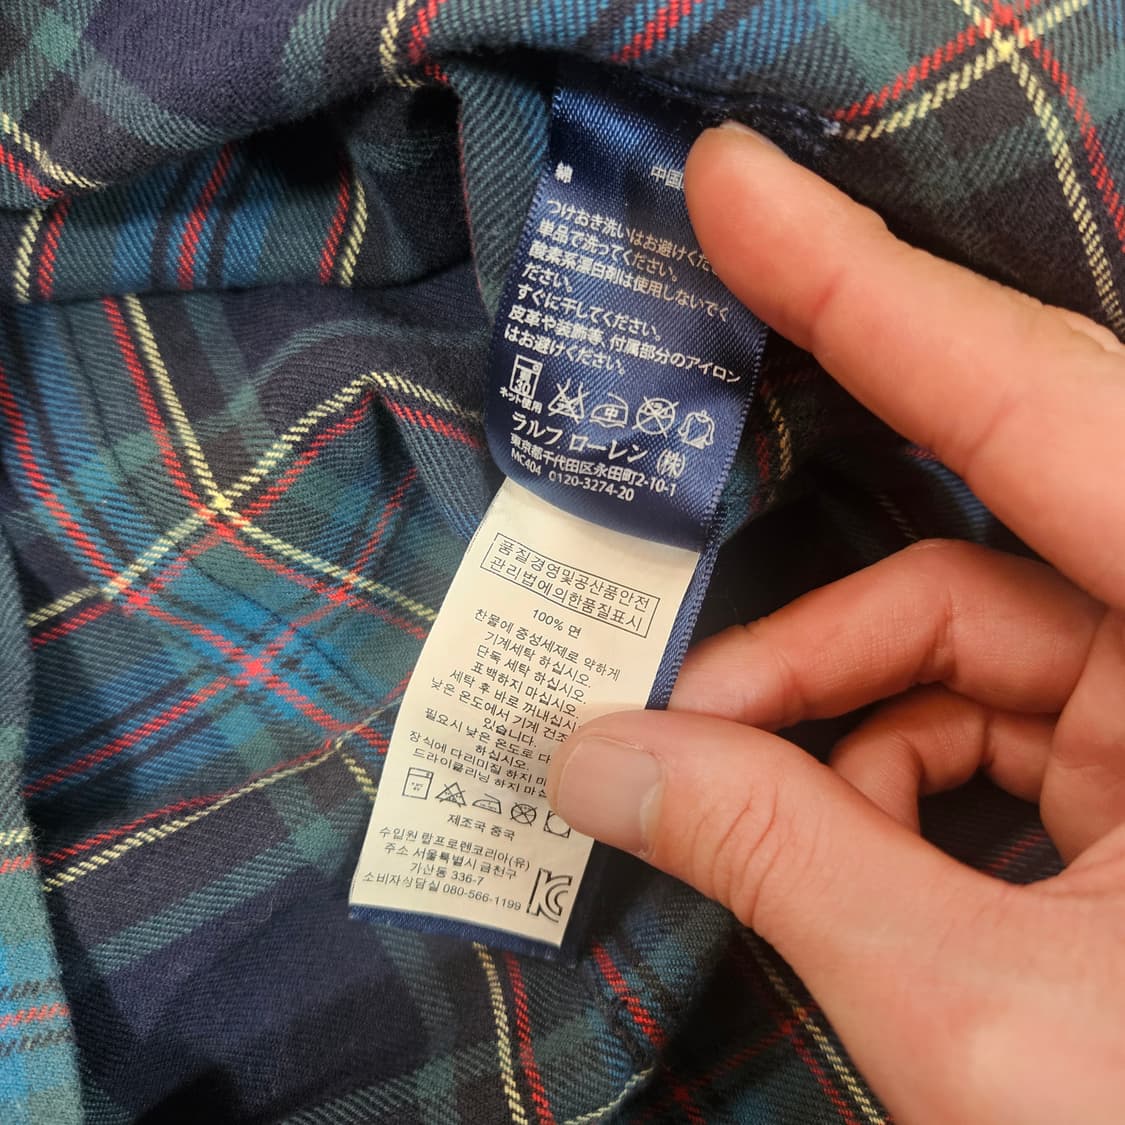 綿 中国
つけおき洗いはお避けくだ
単品で洗ってください。
酸素系漂白剤は使用しないでく
ださい。
すぐに干してください。
皮革や装飾等 付属部分のアイロン
はお避けください。
30
ネット使用
中
ラルフ ローレン (株)
東京都千代田区永田町2-10-1
MC404 0120-3274-20
품질경영및공산품안전
관리법에의한품질표시
100% 면
찬물에 중성세제로 약하게
기계세탁 하십시오.
단독 세탁 하십시오.
표백하지 마십시오.
세탁 후 바로 꺼내십시
낮은 온도에서 기계 건조
있습니다.
필요시 낮은 온도로 다
하십시오.
장식에 다리미질 하지 마
드라이클리닝 하지 마십
제조국 중국
수입원 랄프로렌코리아(유)
주소 서울특별시 금천구
가산동 336-7
소비자상담실 080-566-1199
KC